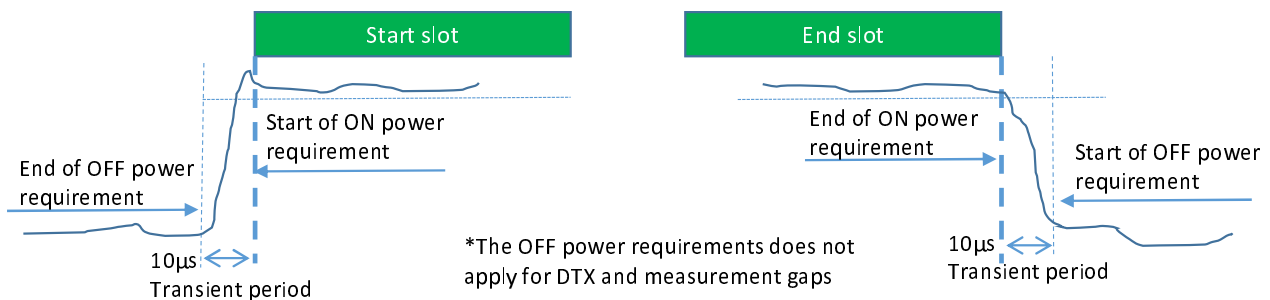 Start slot
End slot
Start of ON power
requirement
End of OFF power
requirement
10µs
Transient period
End of ON power
requirement
Start of OFF power
requirement
10µs
Transient period
*The OFF power requirements does not
apply for DTX and measurement gaps